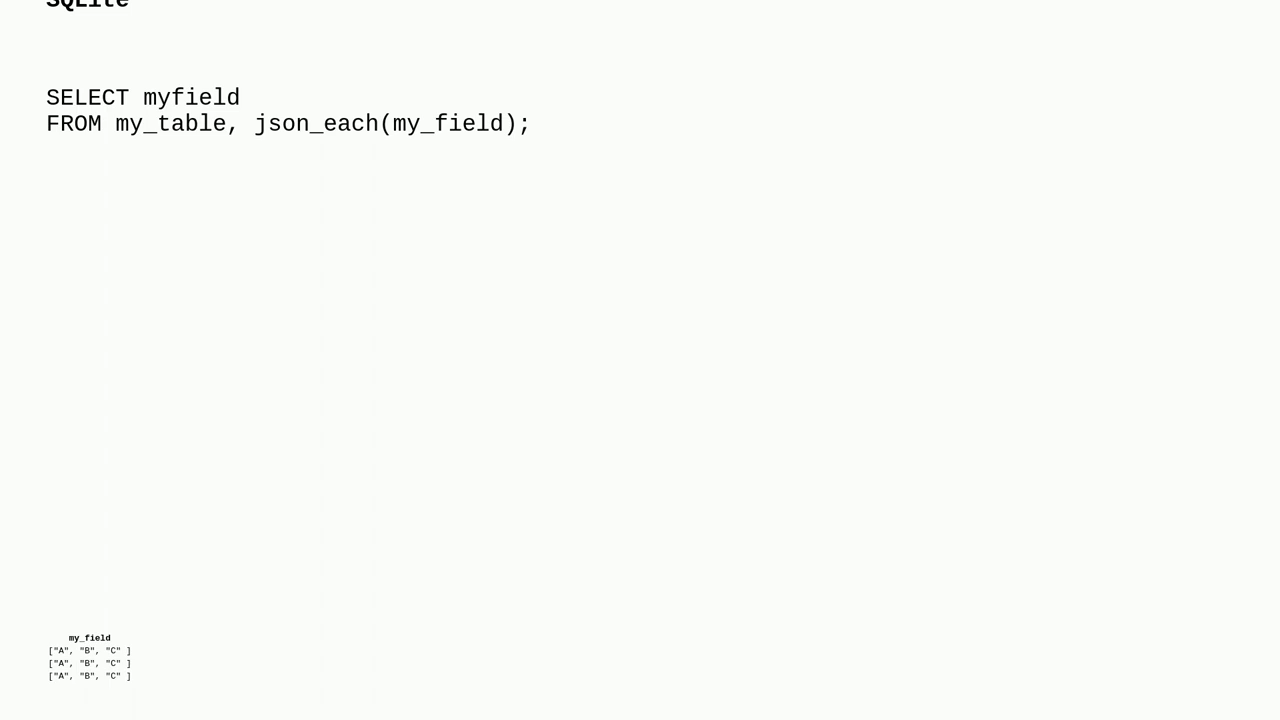 SQLite
SELECT myfield
FROM my_table, json_each(my_field);
my_field
["A", "B", "C" ]
["A", "B", "C" ]
["A", "B", "C" ]